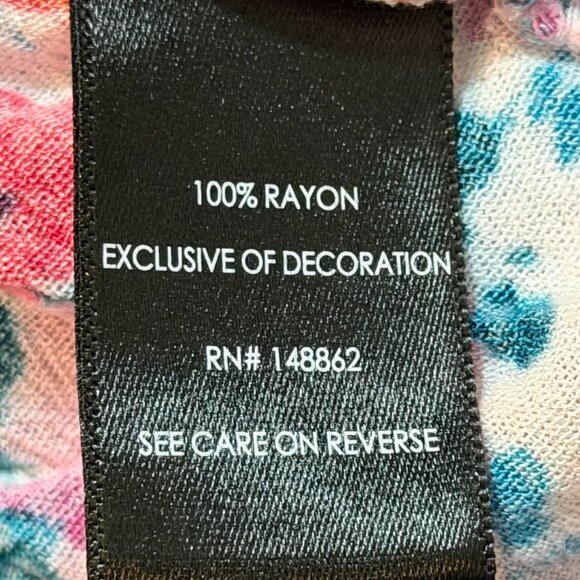 100% RAYON
EXCLUSIVE OF DECORATION
RN# 148862
SEE CARE ON REVERSE